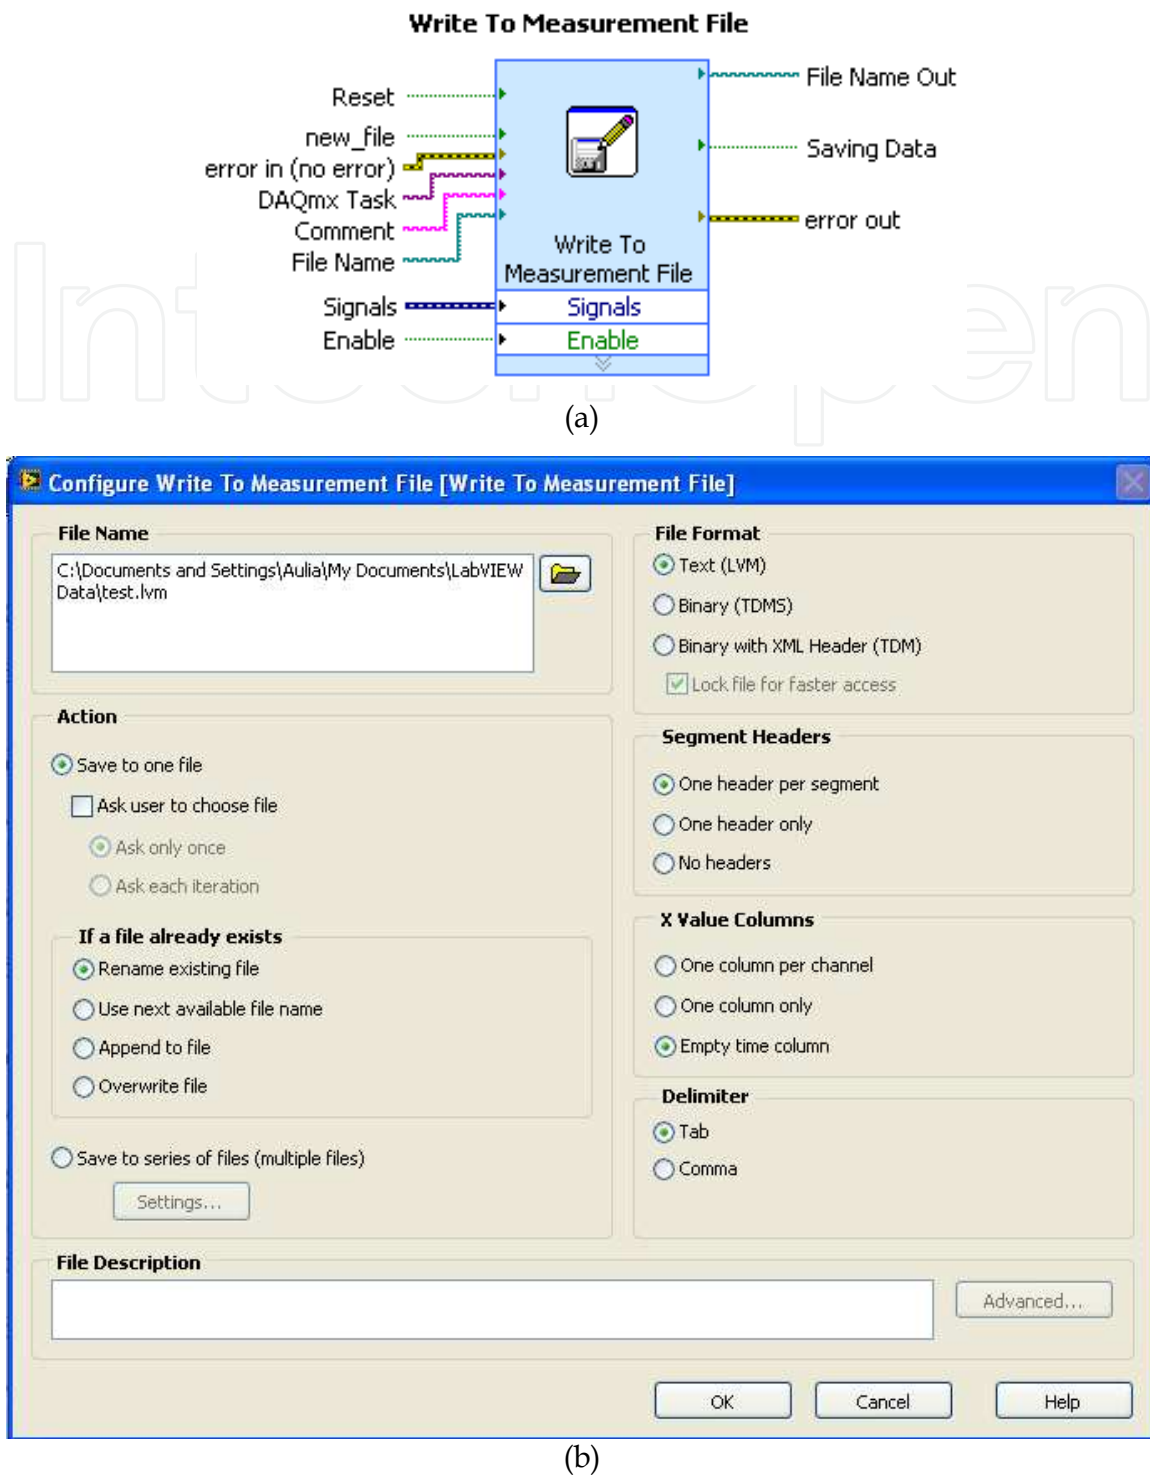 Write To Measurement File
Reset
new_file
error in (no error)
DAQmx Task
Comment
File Name
Signals
Enable
File Name Out
Saving Data
error out
Write To
Measurement File
Signals
Enable
(a)
Configure Write To Measurement File [Write To Measurement File]
File Name
C:\Documents and Settings\Aulia\My Documents\LabVIEW
Data\test.lvm
Action
Save to one file
Ask user to choose file
Ask only once
Ask each iteration
If a file already exists
Rename existing file
Use next available file name
Append to file
Overwrite file
Save to series of files (multiple files)
Settings...
File Format
Text (LVM)
Binary (TDMS)
Binary with XML Header (TDM)
Lock file for faster access
Segment Headers
One header per segment
One header only
No headers
X Value Columns
One column per channel
One column only
Empty time column
Delimiter
Tab
Comma
File Description
Advanced...
OK
Cancel
Help
(b)